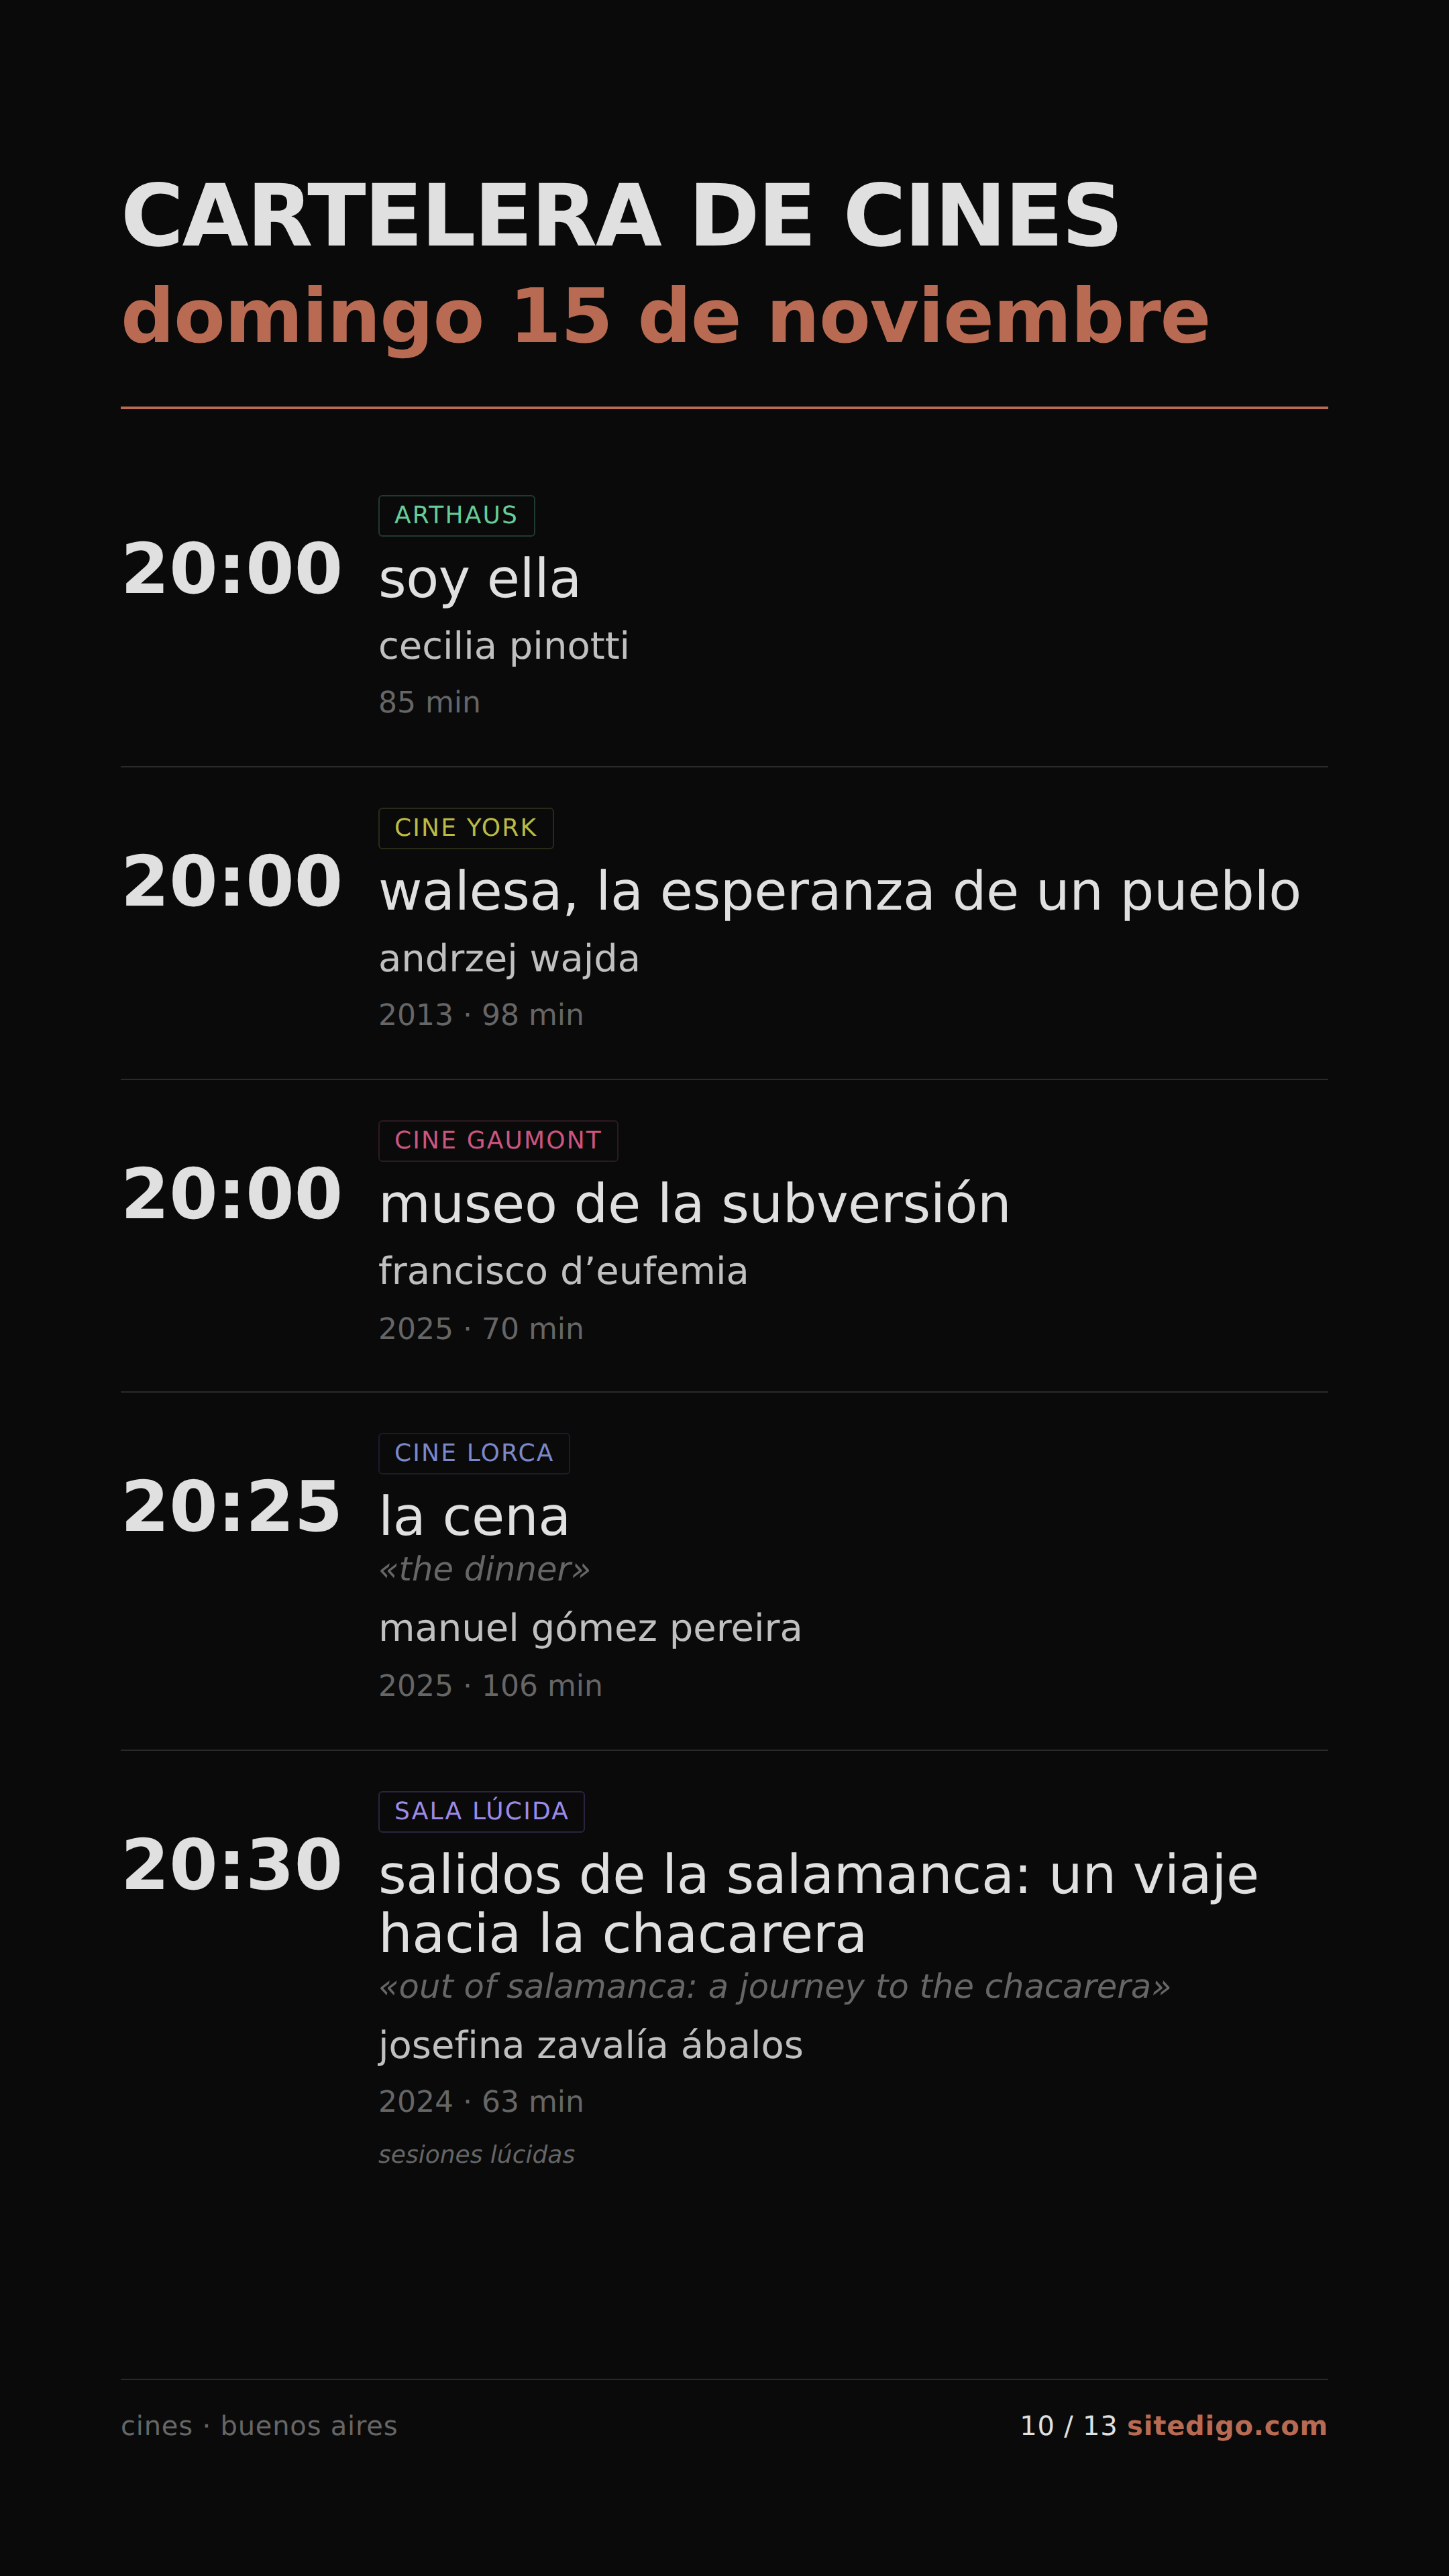 CARTELERA DE CINES
domingo 15 de noviembre
ARTHAUS
20:00
soy ella
cecilia pinotti
85 min
CINE YORK
20:00
walesa, la esperanza de un pueblo
andrzej wajda
2013 · 98 min
CINE GAUMONT
20:00
museo de la subversión
francisco d’eufemia
2025 · 70 min
CINE LORCA
20:25
la cena
«the dinner»
manuel gómez pereira
2025 · 106 min
SALA LÚCIDA
20:30
salidos de la salamanca: un viaje
hacia la chacarera
«out of salamanca: a journey to the chacarera»
josefina zavalía ábalos
2024 · 63 min
sesiones lúcidas
cines · buenos aires
10 / 13 sitedigo.com